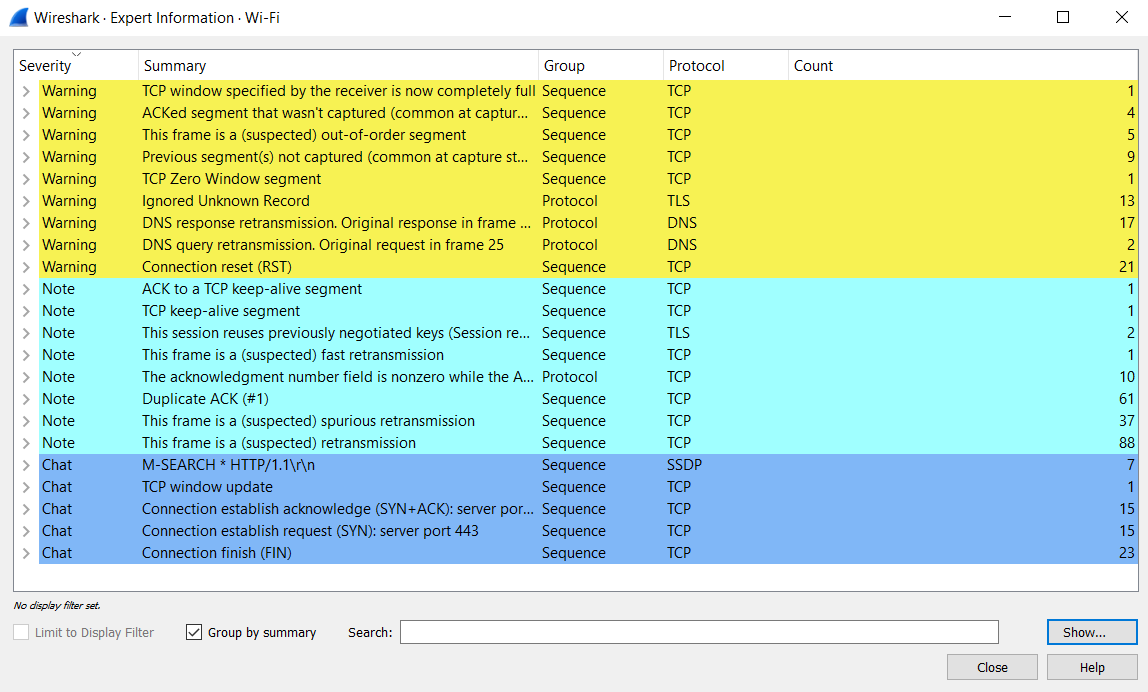 Wireshark · Expert Information · Wi-Fi
Severity Summary Group Protocol Count
Warning TCP window specified by the receiver is now completely full Sequence TCP 1
Warning ACKed segment that wasn't captured (common at captur... Sequence TCP 4
Warning This frame is a (suspected) out-of-order segment Sequence TCP 5
Warning Previous segment(s) not captured (common at capture st... Sequence TCP 9
Warning TCP Zero Window segment Sequence TCP 1
Warning Ignored Unknown Record Protocol TLS 13
Warning DNS response retransmission. Original response in frame ... Protocol DNS 17
Warning DNS query retransmission. Original request in frame 25 Protocol DNS 2
Warning Connection reset (RST) Sequence TCP 21
Note ACK to a TCP keep-alive segment Sequence TCP 1
Note TCP keep-alive segment Sequence TCP 1
Note This session reuses previously negotiated keys (Session re... Sequence TLS 2
Note This frame is a (suspected) fast retransmission Sequence TCP 1
Note The acknowledgment number field is nonzero while the A... Protocol TCP 10
Note Duplicate ACK (#1) Sequence TCP 61
Note This frame is a (suspected) spurious retransmission Sequence TCP 37
Note This frame is a (suspected) retransmission Sequence TCP 88
Chat M-SEARCH * HTTP/1.1\r\n Sequence SSDP 7
Chat TCP window update Sequence TCP 1
Chat Connection establish acknowledge (SYN+ACK): server por... Sequence TCP 15
Chat Connection establish request (SYN): server port 443 Sequence TCP 15
Chat Connection finish (FIN) Sequence TCP 23
No display filter set.
Limit to Display Filter Group by summary Search: Show...
Close Help